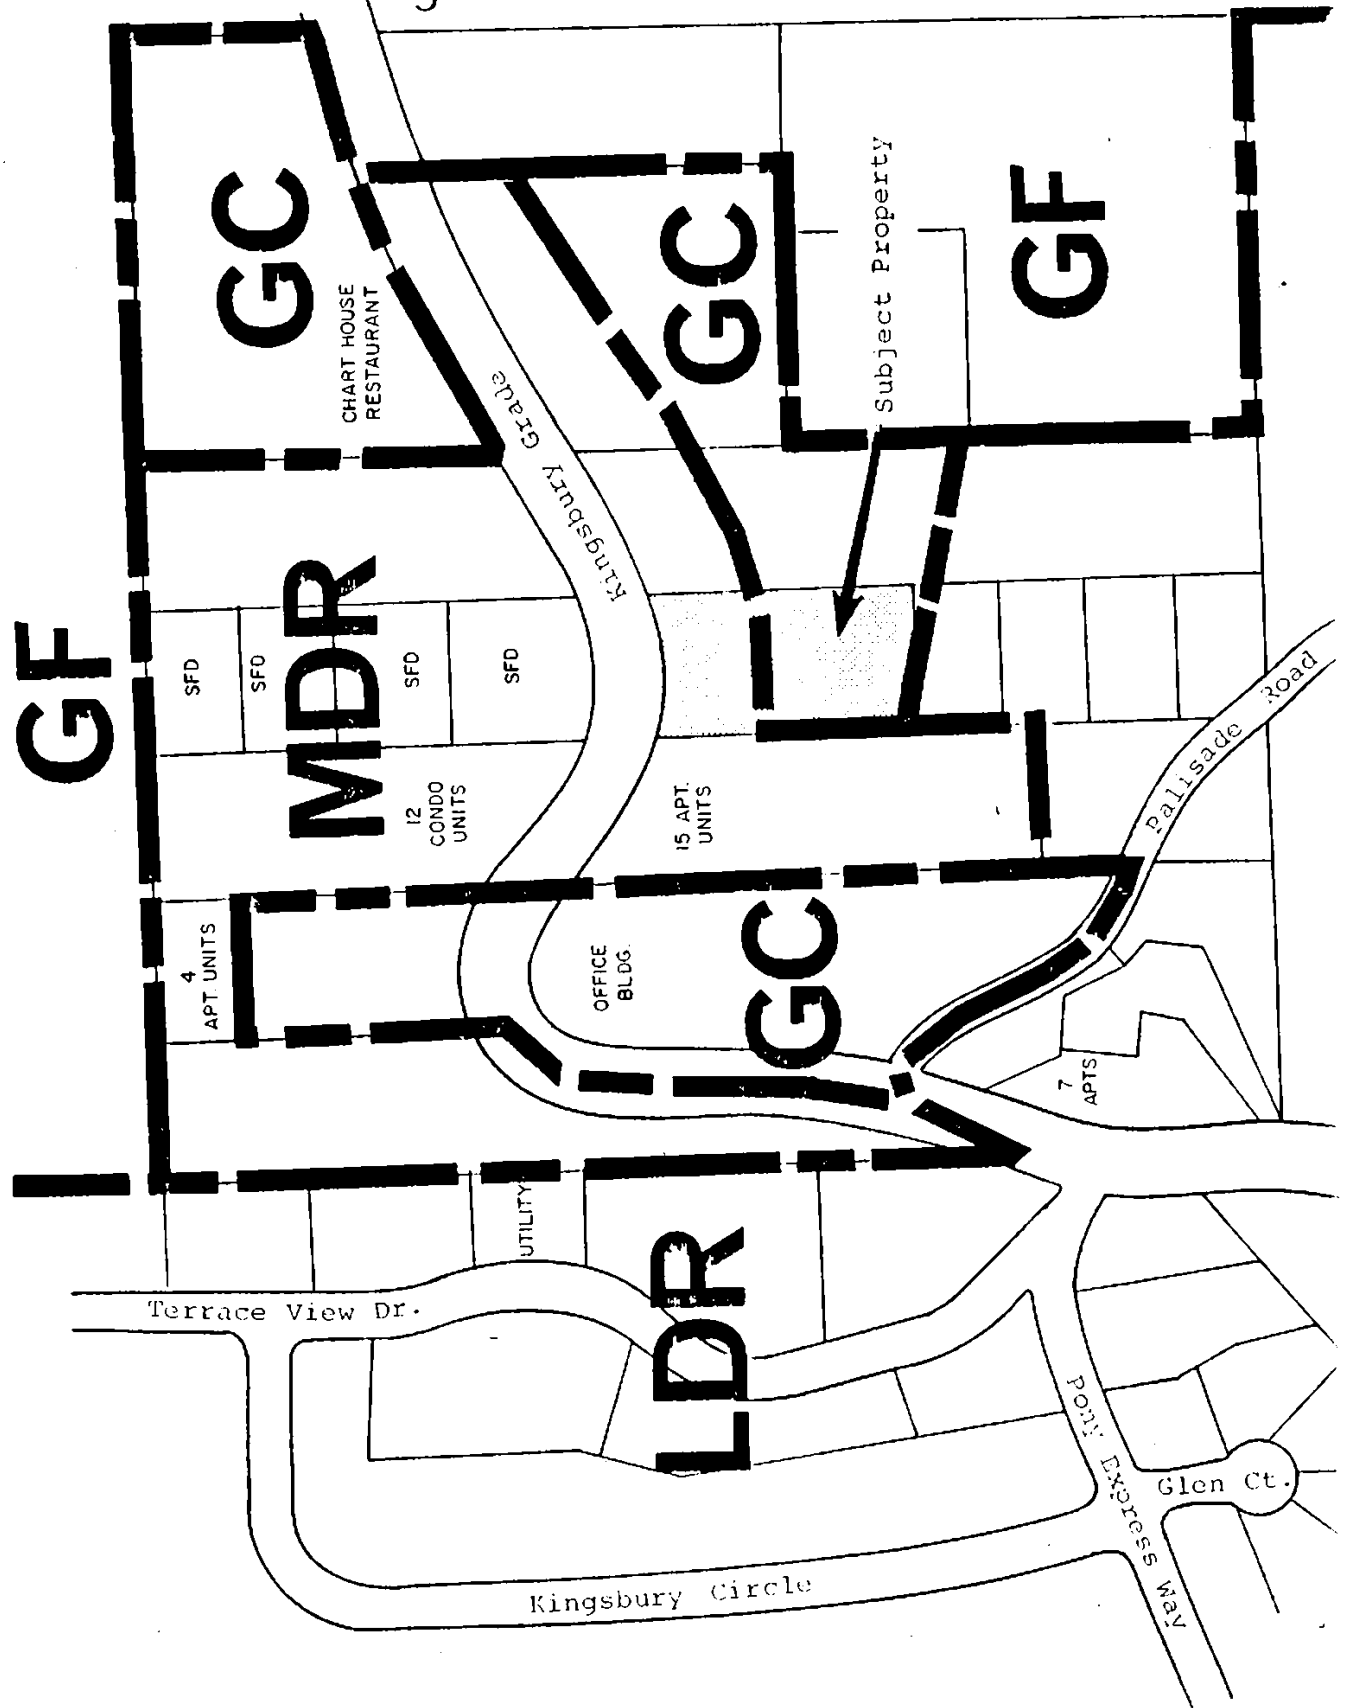 GF
GC
CHART HOUSE
RESTAURANT
GC
Subject Property
GF
Kingsbury Grade
MDR
SFD
SFD
SFD
SFD
12
CONDO
UNITS
15 APT.
UNITS
4
APT. UNITS
OFFICE
BLDG.
GC
Palisade Road
7
APTS
UTILITY
LDR
Terrace View Dr.
Pony Express Way
Glen Ct.
Kingsbury Circle